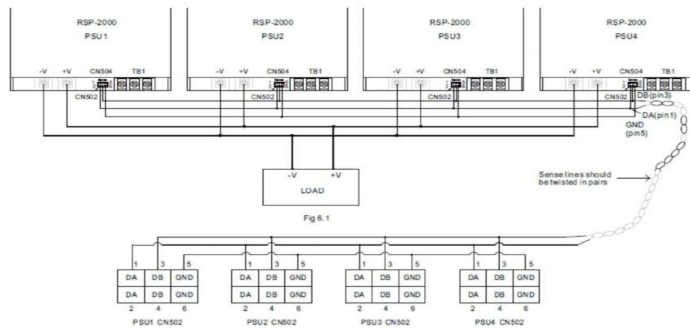 RSP-2000 RSP-2000 RSP-2000 RSP-2000
PSU1 PSU2 PSU3 PSU4
-V +V CN504 TB1 -V +V CN504 TB1 -V +V CN504 TB1 -V +V CN504 TB1
CN502 CN502 CN502 CN502 DB(pin3)
DA(pin1)
GND
(pin5)
-V +V
LOAD
Sense lines should
be twisted in pairs
Fig 6.1
1 3 5 1 3 5 1 3 5 1 3 5
DA DB GND DA DB GND DA DB GND DA DB GND
DA DB GND DA DB GND DA DB GND DA DB GND
2 4 6 2 4 6 2 4 6 2 4 6
PSU1 CN502 PSU2 CN502 PSU3 CN502 PSU4 CN502